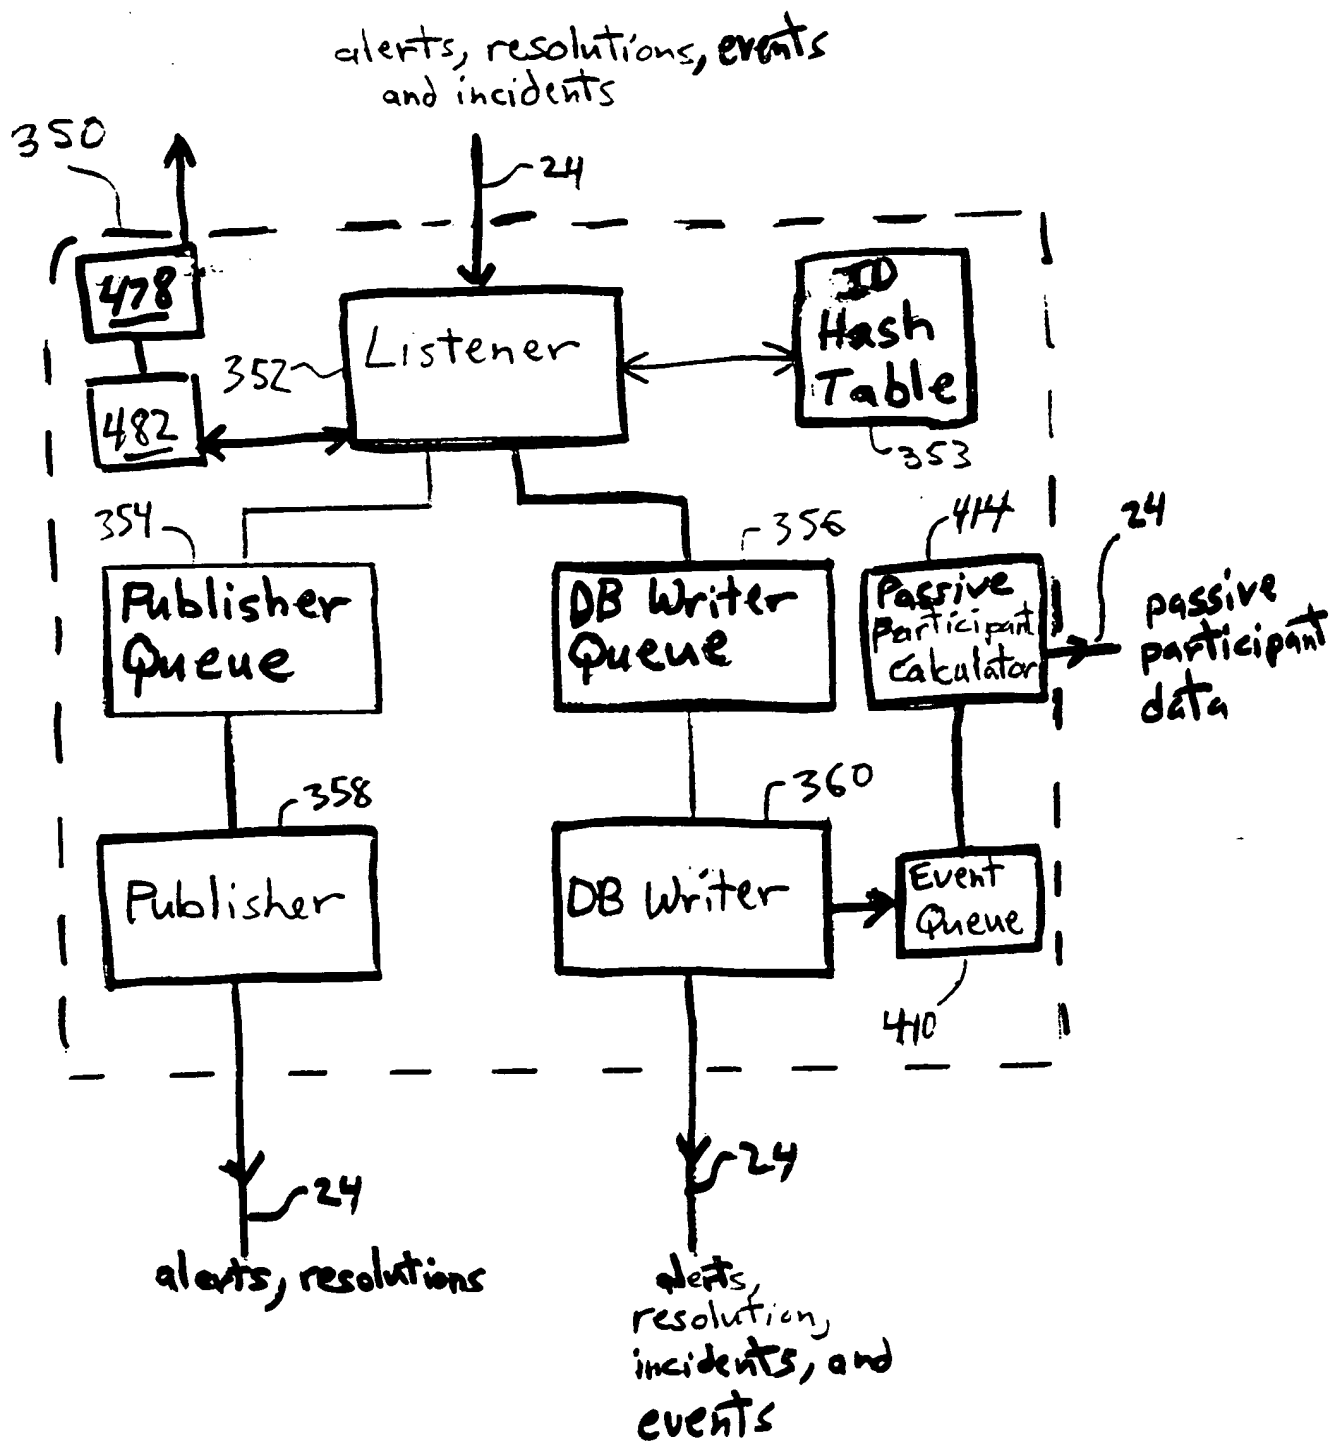 alerts, resolutions, events
and incidents
350
24
478
Listener
ID
Hash
Table
352
482
353
354
356
414
24
Publisher
Queue
DB Writer
Queue
Passive
Participant
Calculator
passive
participant
data
358
360
Publisher
DB Writer
Event
Queue
410
24
24
alerts, resolutions
alerts,
resolution,
incidents, and
events